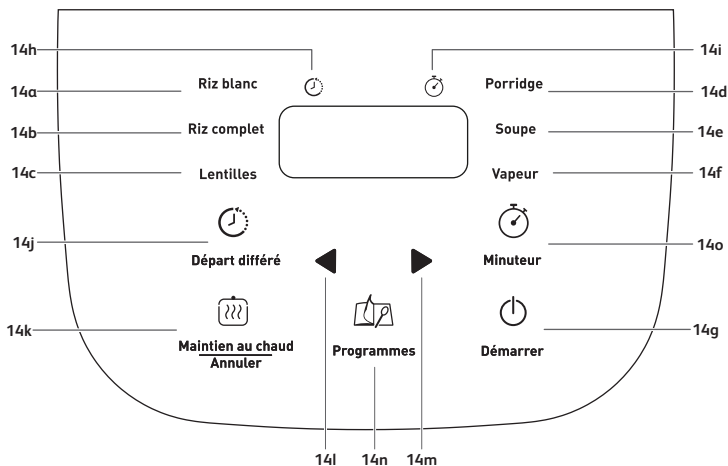 14h
14i
14a Riz blanc Porridge 14d
14b Riz complet Soupe 14e
14c Lentilles Vapeur 14f
14j Départ différé Minuteur 14o
14k Maintien au chaud Programmes Démarrer 14g
Annuler
14l 14n 14m